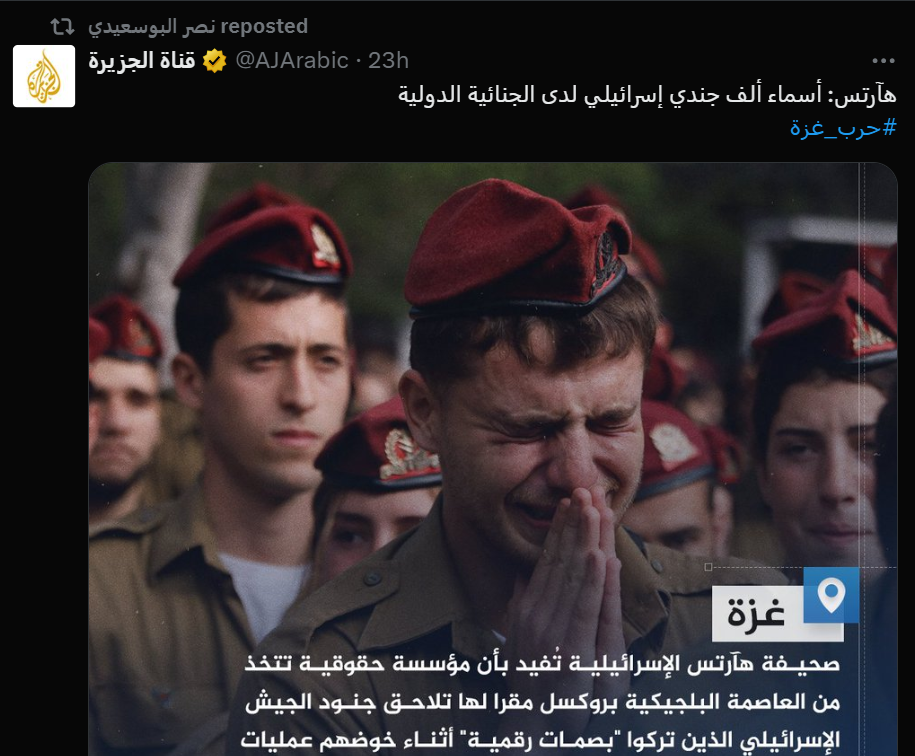 نصر البوسعيدي reposted
قناة الجزيرة @AJArabic · 23h
هآرتس: أسماء ألف جندي إسرائيلي لدى الجنائية الدولية
#حرب_غزة
غزة
صحيفة هآرتس الإسرائيلية تُفيد بأن مؤسسة حقوقية تتخذ
من العاصمة البلجيكية بروكسل مقرا لها تلاحق جنود الجيش
الإسرائيلي الذين تركوا "بصمات رقمية" أثناء خوضهم عمليات